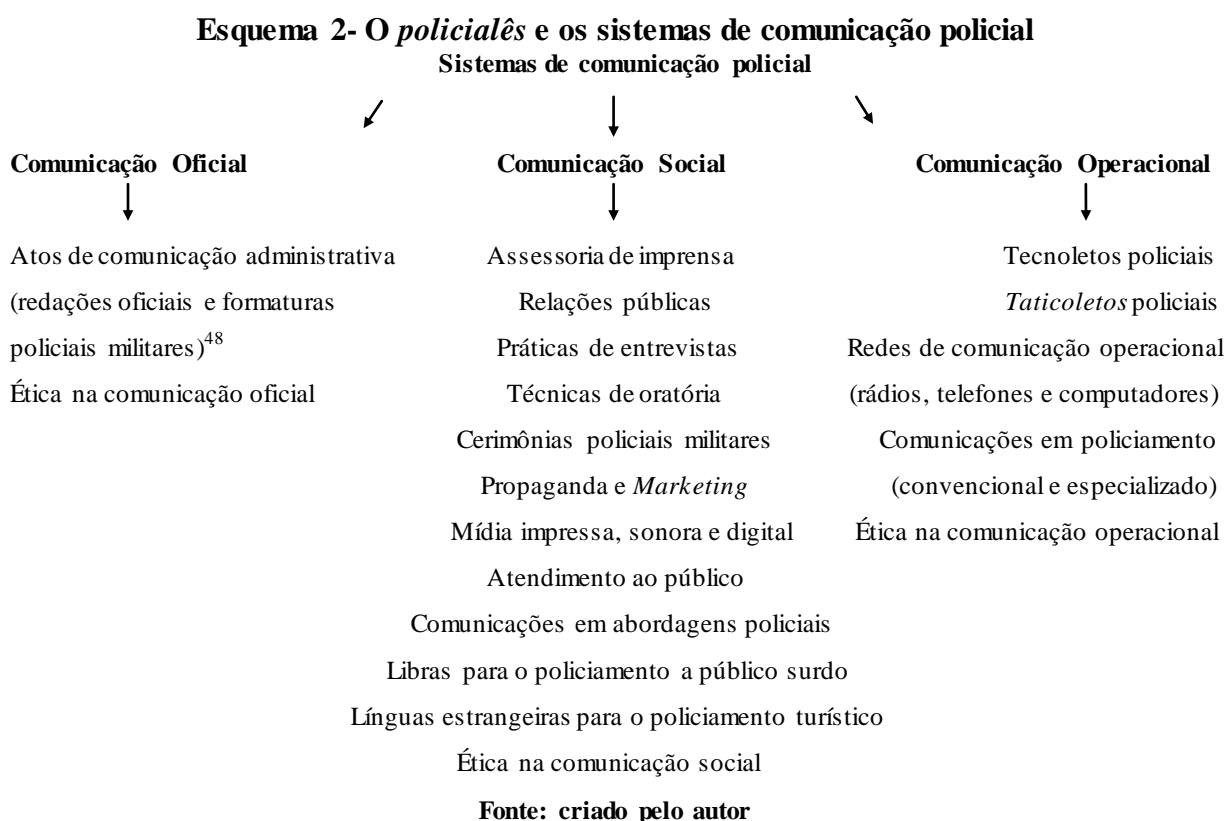 Esquema 2- O policialês e os sistemas de comunicação policial
Sistemas de comunicação policial
Comunicação Oficial
Atos de comunicação administrativa
(redações oficiais e formaturas
policiais militares)48
Ética na comunicação oficial
Comunicação Social
Assessoria de imprensa
Relações públicas
Práticas de entrevistas
Técnicas de oratória
Cerimônias policiais militares
Propaganda e Marketing
Mídia impressa, sonora e digital
Atendimento ao público
Comunicações em abordagens policiais
Libras para o policiamento a público surdo
Línguas estrangeiras para o policiamento turístico
Ética na comunicação social
Comunicação Operacional
Tecnoletos policiais
Taticoletos policiais
Redes de comunicação operacional
(rádios, telefones e computadores)
Comunicações em policiamento
(convencional e especializado)
Ética na comunicação operacional
Fonte: criado pelo autor